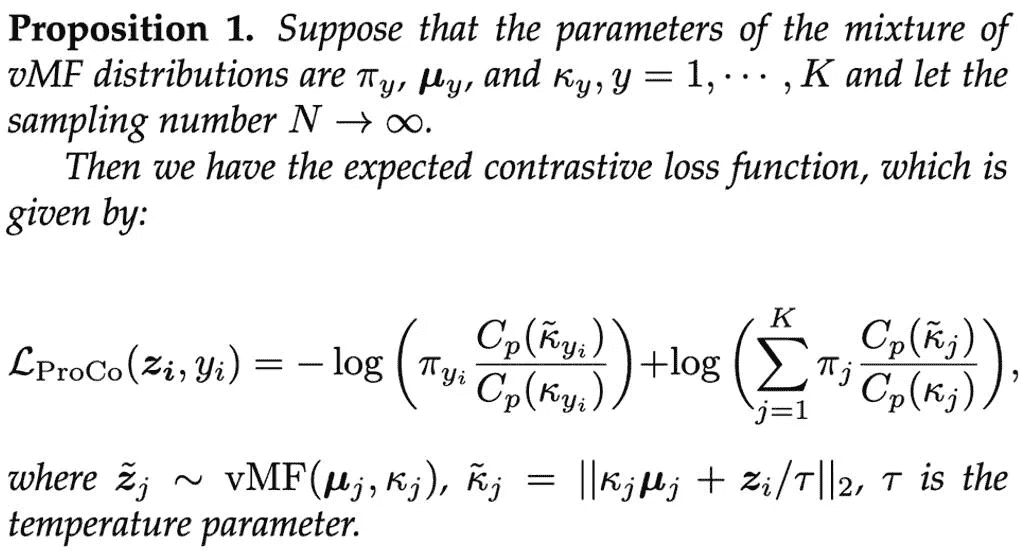 Proposition 1. Suppose that the parameters of the mixture of
vMF distributions are π_y, μ_y, and κ_y, y = 1, ⋯ , K and let the
sampling number N → ∞.
Then we have the expected contrastive loss function, which is
given by:
ℒ_ProCo(z_i, y_i) = − log ( π_{y_i} C_p(κ̃_{y_i}) / C_p(κ_{y_i}) ) + log ( ∑_{j=1}^{K} π_j C_p(κ̃_j) / C_p(κ_j) ),
where z̃_j ∼ vMF(μ_j, κ_j), κ̃_j = ||κ_j μ_j + z_i/τ||_2, τ is the
temperature parameter.